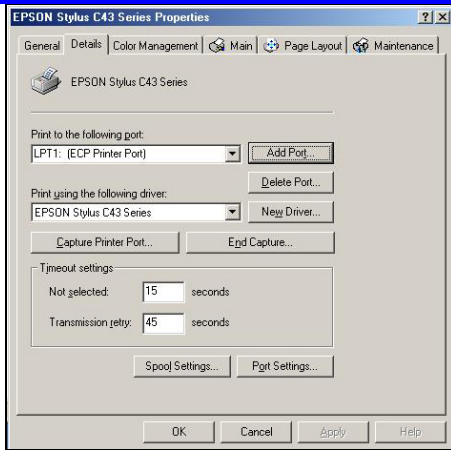 EPSON Stylus C43 Series Properties
General Details Color Management Main Page Layout Maintenance
EPSON Stylus C43 Series
Print to the following port:
LPT1: (ECP Printer Port) Add Port...
Delete Port...
Print using the following driver:
EPSON Stylus C43 Series New Driver...
Capture Printer Port... End Capture...
Timeout settings
Not selected: 15 seconds
Transmission retry: 45 seconds
Spool Settings... Port Settings...
OK Cancel Apply Help